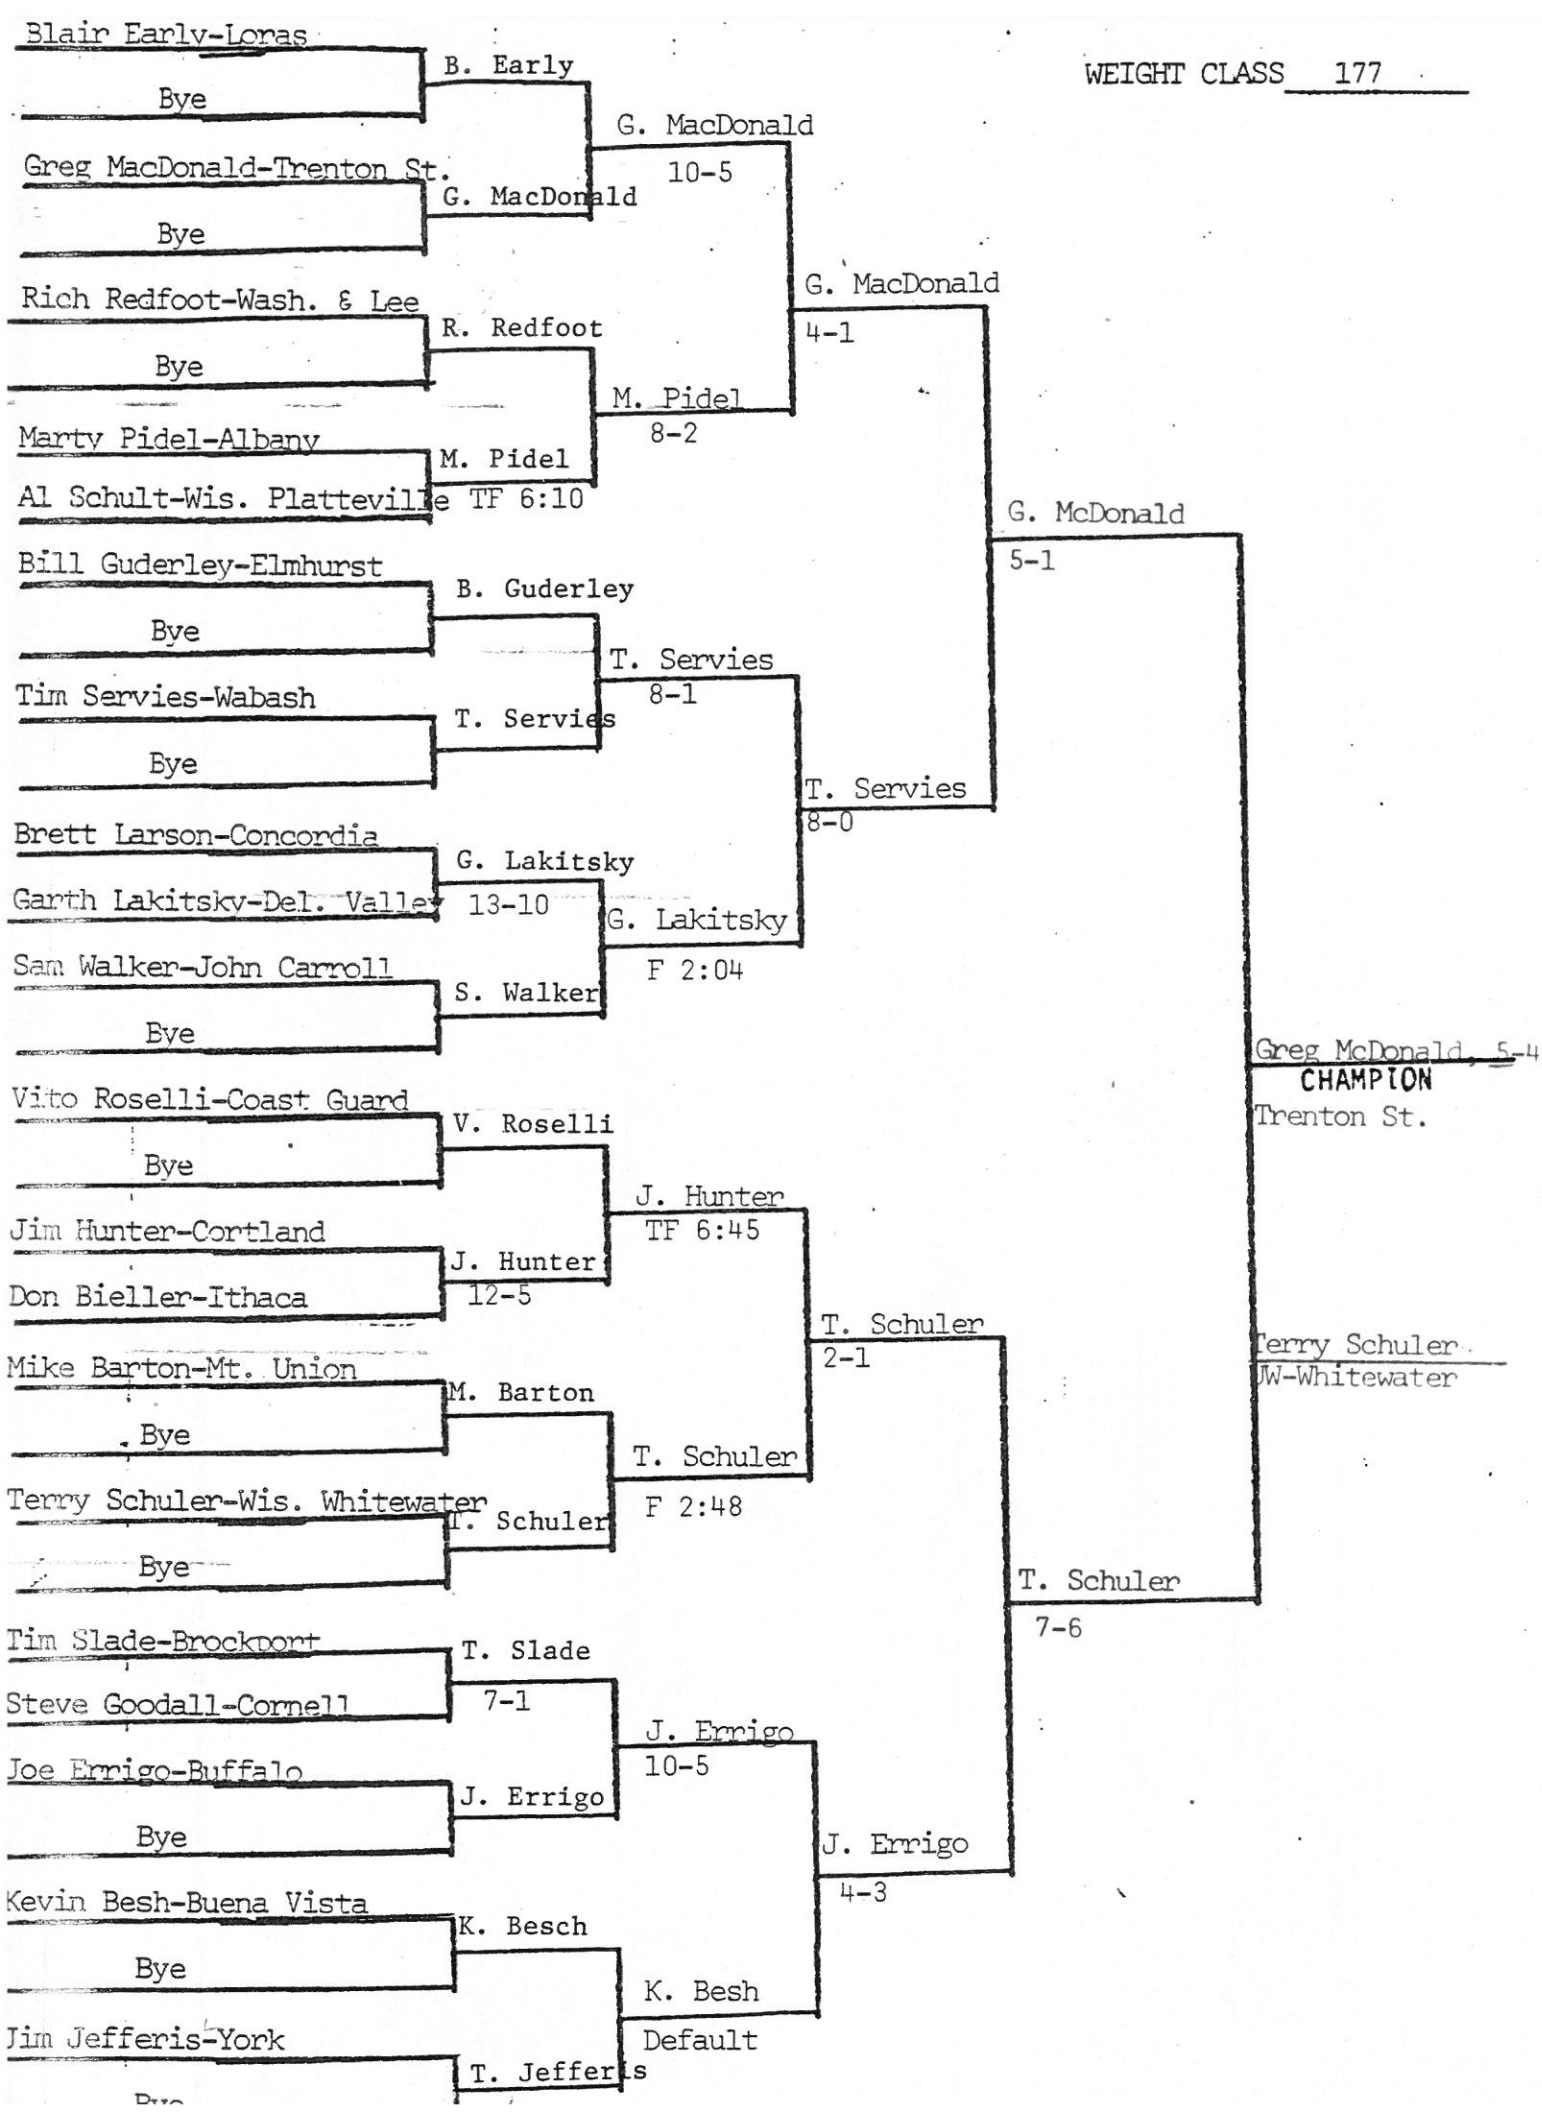 Blair Early-Loras
B. Early
WEIGHT CLASS 177
Bye
G. MacDonald
10-5
Greg MacDonald-Trenton St.
G. MacDonald
Bye
G. MacDonald
4-1
Rich Redfoot-Wash. & Lee
R. Redfoot
Bye
M. Pidel
8-2
Marty Pidel-Albany
M. Pidel
Al Schult-Wis. Platteville TF 6:10
G. McDonald
5-1
Bill Guderley-Elmhurst
B. Guderley
Bye
T. Servies
8-1
Tim Servies-Wabash
T. Servies
Bye
T. Servies
8-0
Brett Larson-Concordia
G. Lakitsky
Garth Lakitsky-Del. Valley 13-10
G. Lakitsky
F 2:04
Sam Walker-John Carroll
S. Walker
Bye
Greg McDonald, 5-4
CHAMPION
Trenton St.
Vito Roselli-Coast Guard
V. Roselli
Bye
J. Hunter
TF 6:45
Jim Hunter-Cortland
J. Hunter
12-5
Don Bieller-Ithaca
T. Schuler
2-1
Terry Schuler
UW-Whitewater
Mike Barton-Mt. Union
M. Barton
Bye
T. Schuler
F 2:48
Terry Schuler-Wis. Whitewater
T. Schuler
Bye
T. Schuler
7-6
Tim Slade-Brockport
T. Slade
7-1
Steve Goodall-Cornell
J. Errigo
10-5
Joe Errigo-Buffalo
J. Errigo
Bye
J. Errigo
4-3
Kevin Besh-Buena Vista
K. Besch
Bye
K. Besh
Default
Jim Jefferis-York
T. Jefferis
Bye